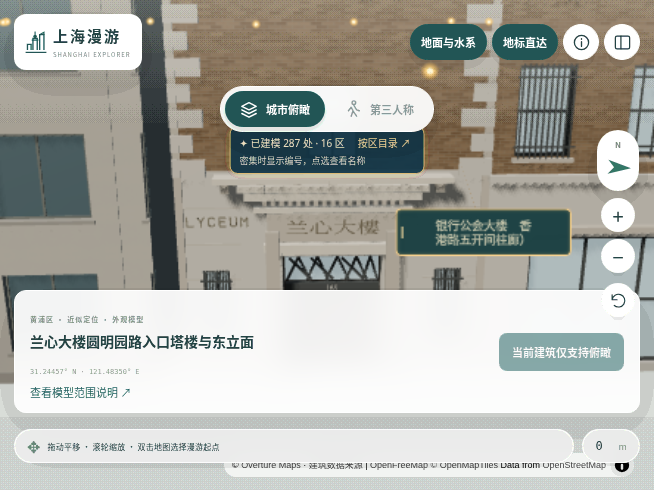 上海漫游
SHANGHAI EXPLORER
地面与水系
地标直达
城市俯瞰
第三人称
✦ 已建模 287 处 · 16 区 按区目录 ↗
密集时显示编号，点选查看名称
N
LYCEUM
兰心大樓
银行公会大楼 香
港路五开间柱廊）
+
−
黄浦区 · 近似定位 · 外观模型
兰心大楼圆明园路入口塔楼与东立面
31.24457° N · 121.48350° E
查看模型范围说明 ↗
当前建筑仅支持俯瞰
拖动平移 · 滚轮缩放 · 双击地图选择漫游起点
0 m
© Overture Maps · 建筑数据来源 | OpenFreeMap © OpenMapTiles Data from OpenStreetMap